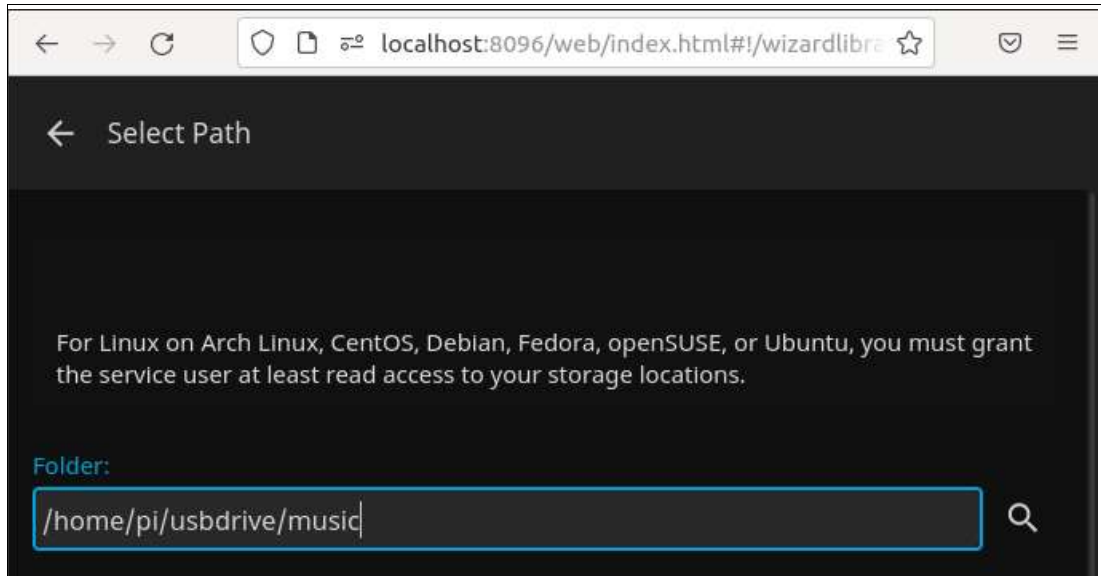 localhost:8096/web/index.html#!/wizardlibra
Select Path
For Linux on Arch Linux, CentOS, Debian, Fedora, openSUSE, or Ubuntu, you must grant
the service user at least read access to your storage locations.
Folder:
/home/pi/usbdrive/music